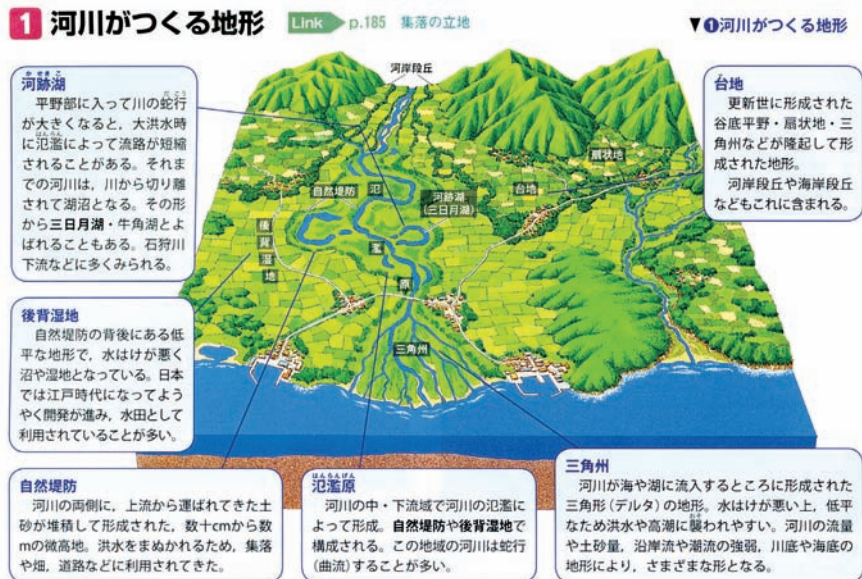 1 河川がつくる地形
Link p.185 集落の立地
▼❶河川がつくる地形
河跡湖
かせきこ
平野部に入って川の蛇行
だこう
が大きくなると，大洪水時
に氾濫によって流路が短縮
はんらん
されることがある。それま
での河川は，川から切り離
されて湖沼となる。その形
から三日月湖・牛角湖とよ
ばれることもある。石狩川
下流などに多くみられる。
後背湿地
自然堤防の背後にある低
平な地形で，水はけが悪く
沼や湿地となっている。日本
では江戸時代になってよう
やく開発が進み，水田として
利用されていることが多い。
自然堤防
河川の両側に，上流から運ばれてきた土
砂が堆積して形成された，数十cmから数
mの微高地。洪水をまぬかれるため，集落
や畑，道路などに利用されてきた。
氾濫原
はんらんげん
河川の中・下流域で河川の氾濫に
よって形成。自然堤防や後背湿地で
構成される。この地域の河川は蛇行
(曲流)することが多い。
三角州
河川が海や湖に流入するところに形成された
三角形(デルタ)の地形。水はけが悪い上，低平
なため洪水や高潮に襲われやすい。河川の流量
おそ
や土砂量，沿岸流や潮流の強弱，川底や海底の
地形により，さまざまな形となる。
台地
更新世に形成された
谷底平野・扇状地・三
角州などが隆起して形
成された地形。
河岸段丘や海岸段丘
などもこれに含まれる。
河岸段丘
自然堤防
氾
濫
原
河跡湖
(三日月湖)
後
背
湿
地
台地
扇状地
三角州